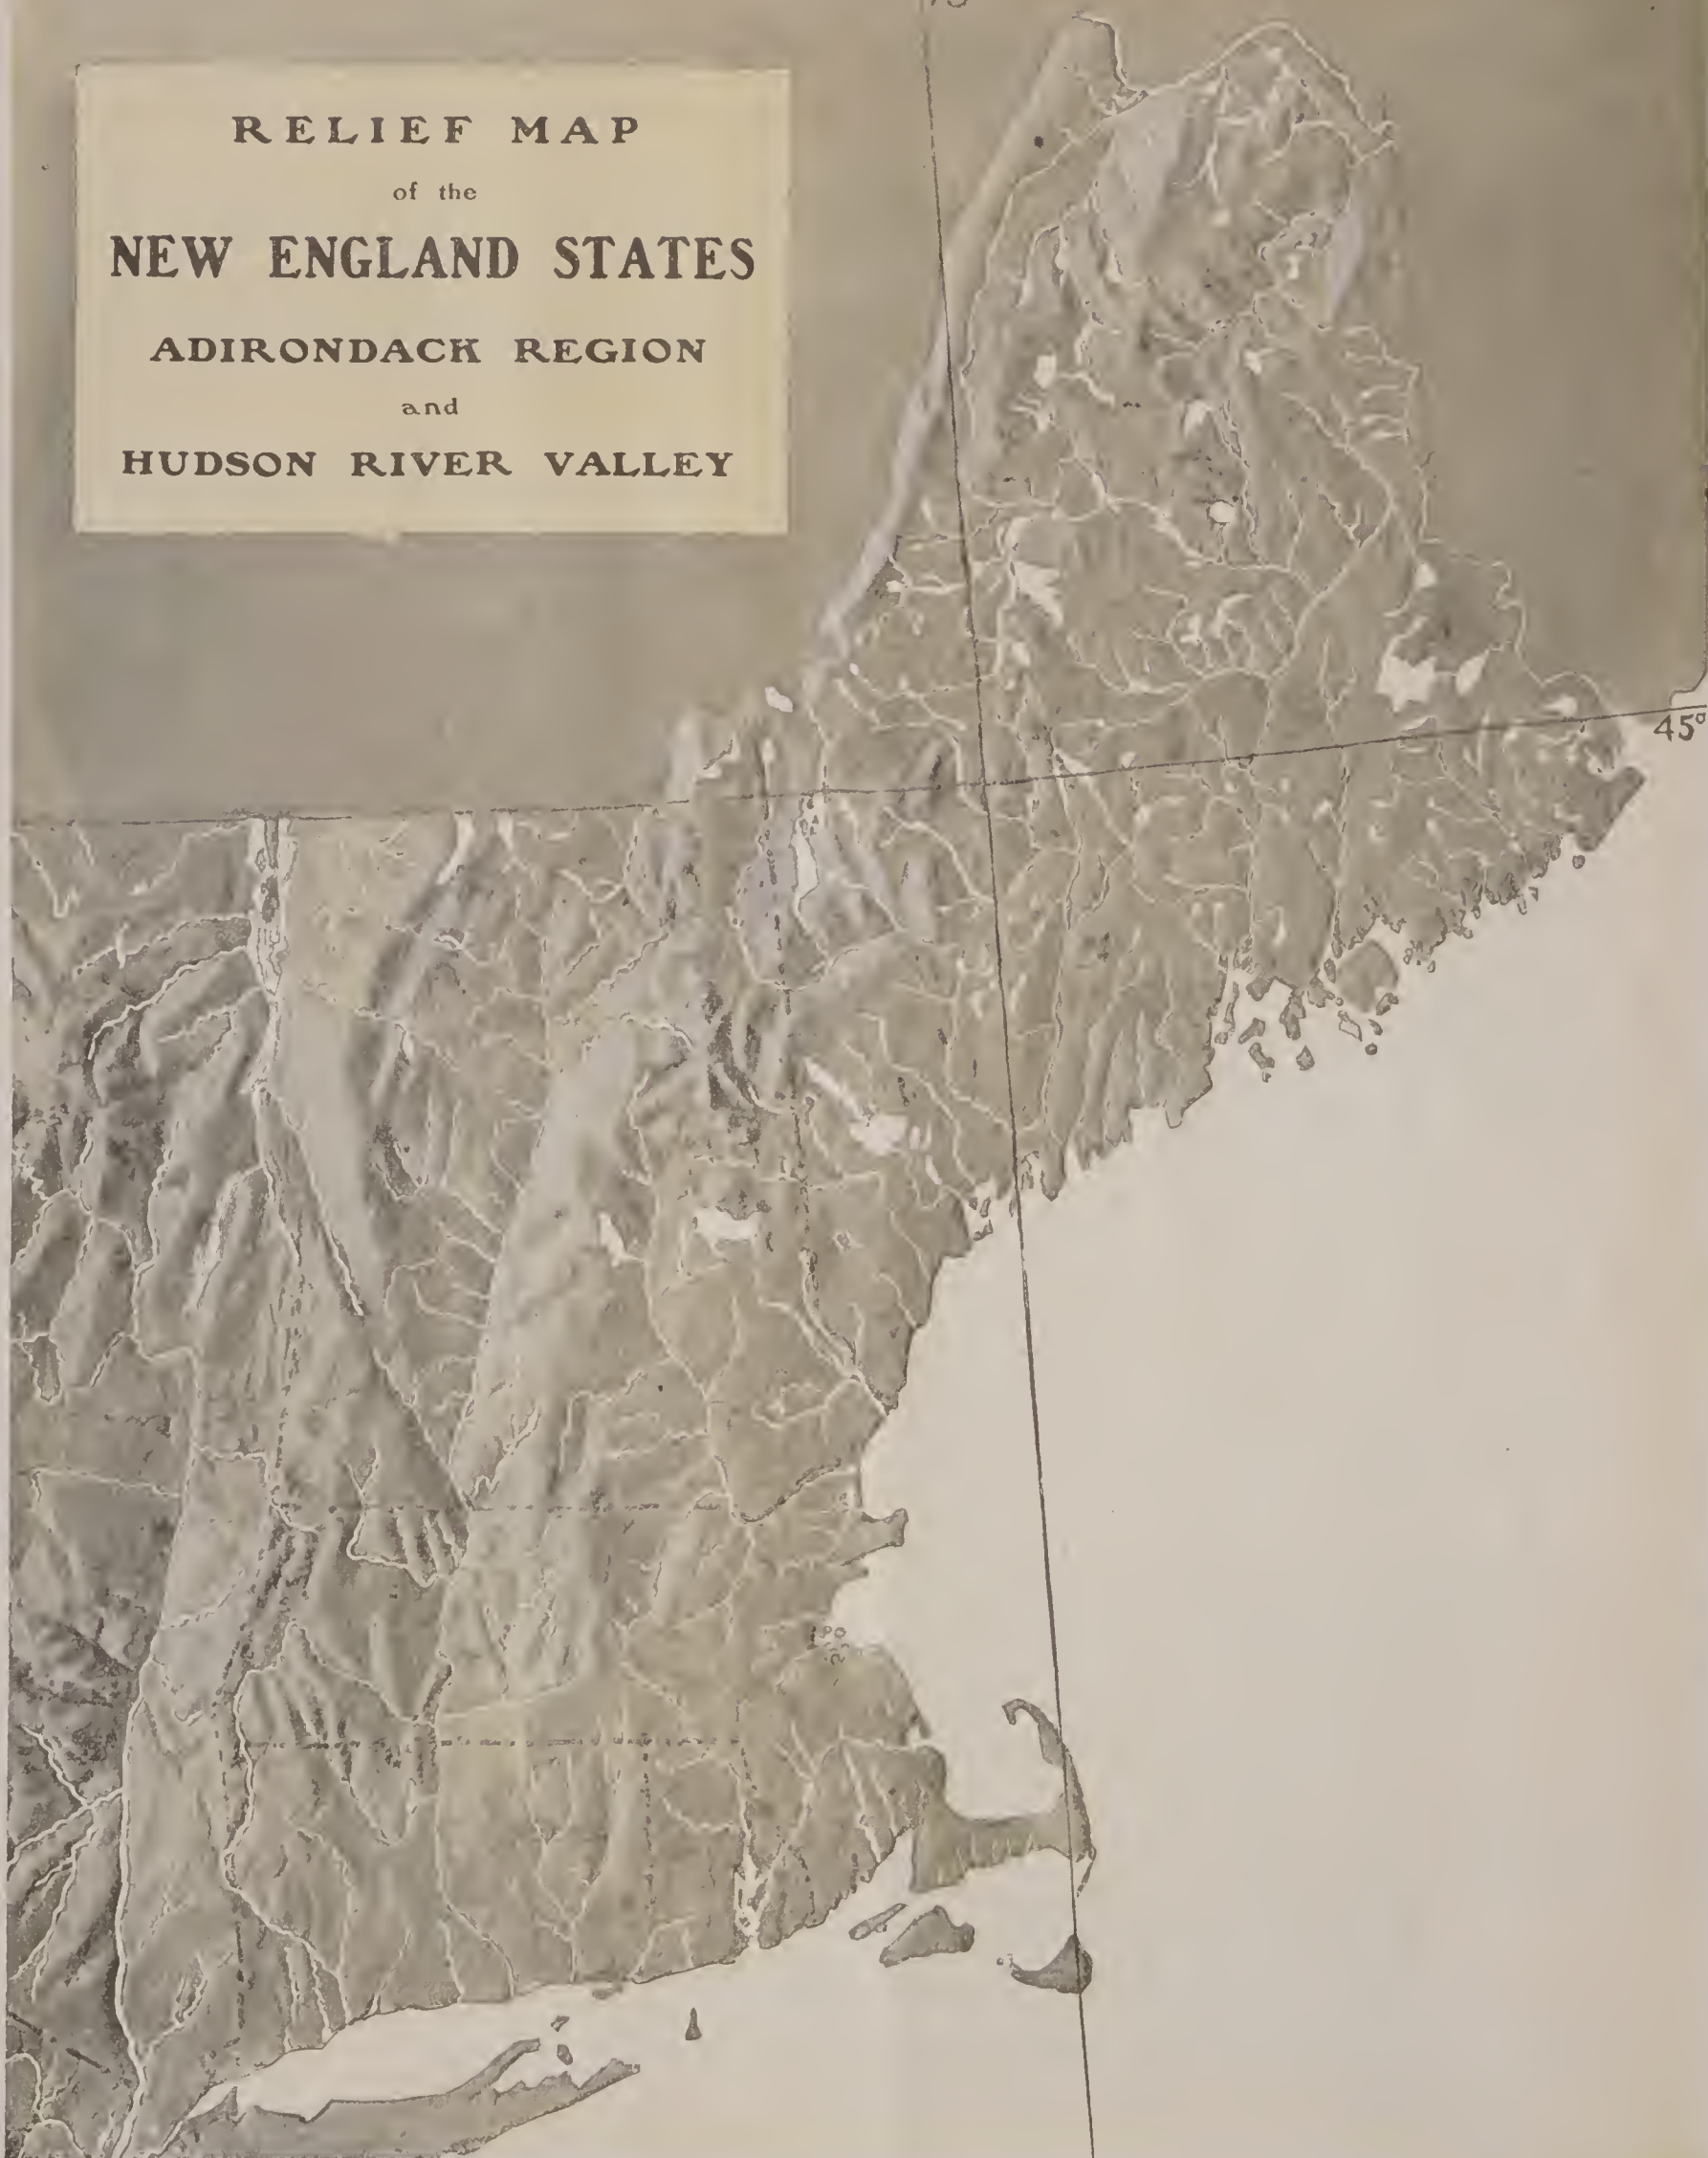 RELIEF MAP
of the
NEW ENGLAND STATES
ADIRONDACK REGION
and
HUDSON RIVER VALLEY
45°